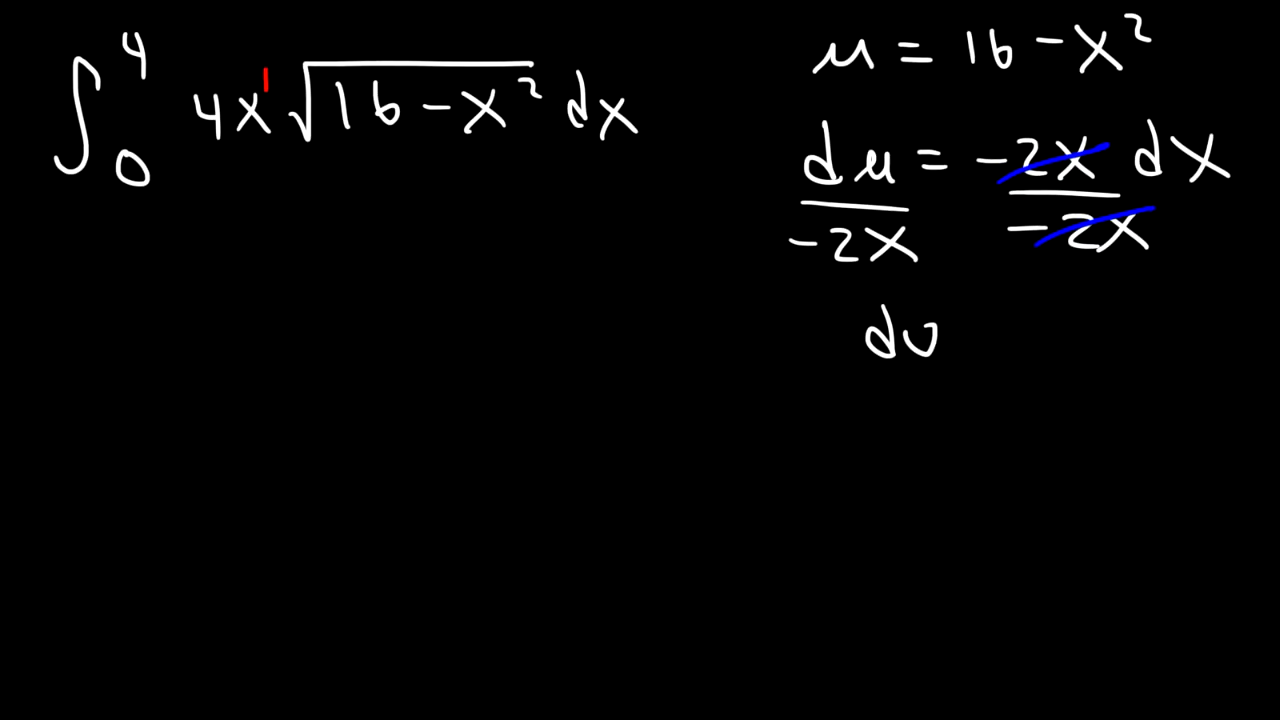 ∫₀⁴ 4x¹√(16 − x²) dx
u = 16 − x²
du = −2x dx
−2x −2x
du